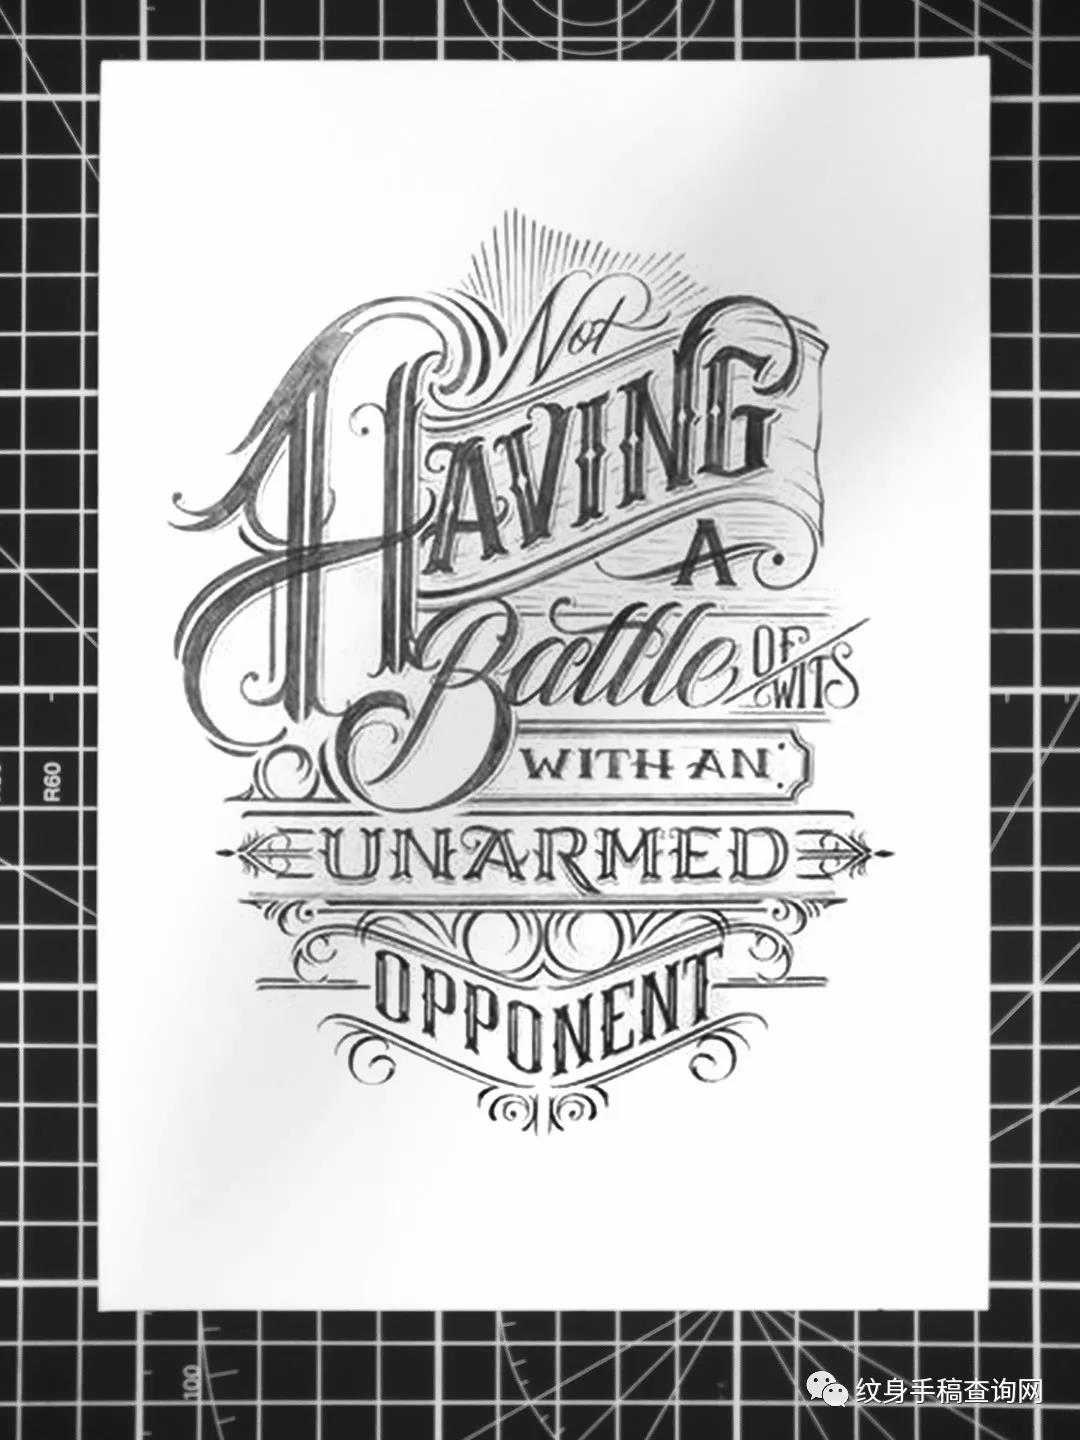 Not
HAVING
A
Battle OF WITS
WITH AN
UNARMED
OPPONENT
R60
100
纹身手稿查询网